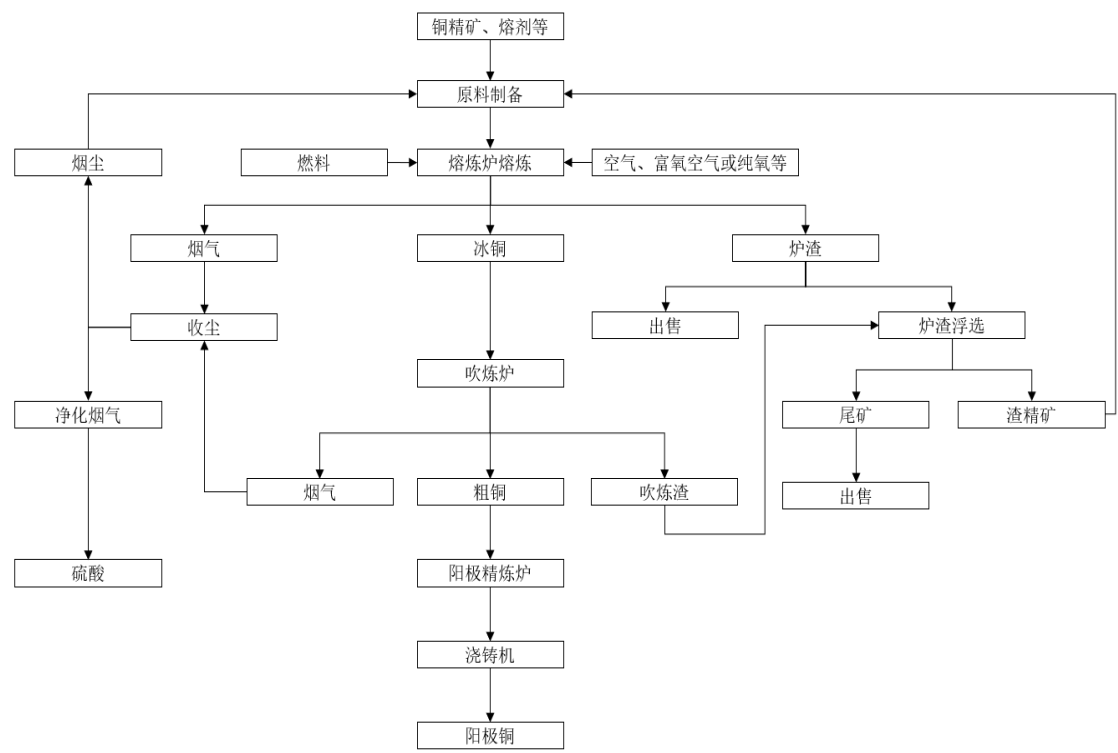 铜精矿、熔剂等
原料制备
烟尘
燃料
熔炼炉熔炼
空气、富氧空气或纯氧等
烟气
冰铜
炉渣
收尘
出售
炉渣浮选
吹炼炉
净化烟气
尾矿
渣精矿
烟气
粗铜
吹炼渣
出售
硫酸
阳极精炼炉
浇铸机
阳极铜